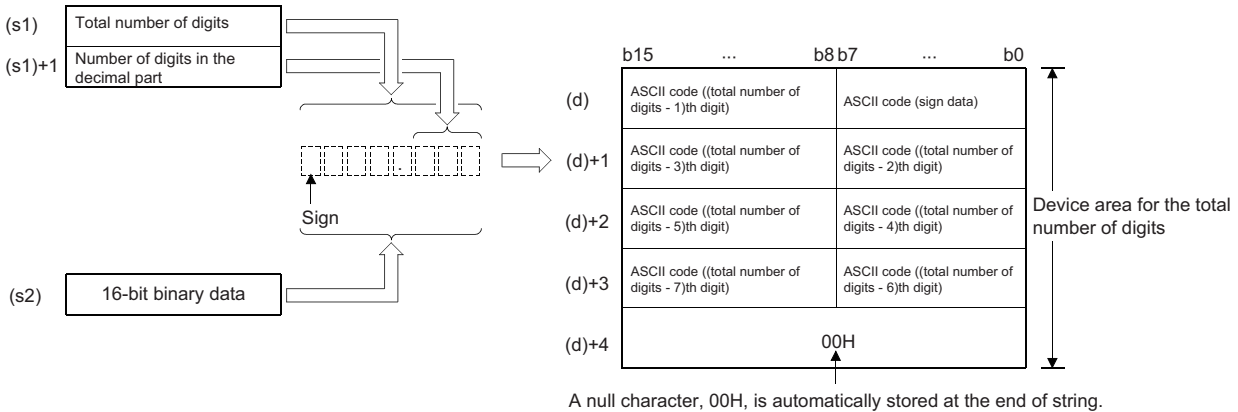 (s1)
Total number of digits
(s1)+1
Number of digits in the
decimal part
.
Sign
(s2)
16-bit binary data
b15 ... b8 b7 ... b0
(d)
ASCII code ((total number of
digits - 1)th digit)
ASCII code (sign data)
(d)+1
ASCII code ((total number of
digits - 3)th digit)
ASCII code ((total number of
digits - 2)th digit)
(d)+2
ASCII code ((total number of
digits - 5)th digit)
ASCII code ((total number of
digits - 4)th digit)
(d)+3
ASCII code ((total number of
digits - 7)th digit)
ASCII code ((total number of
digits - 6)th digit)
(d)+4
00H
Device area for the total
number of digits
A null character, 00H, is automatically stored at the end of string.